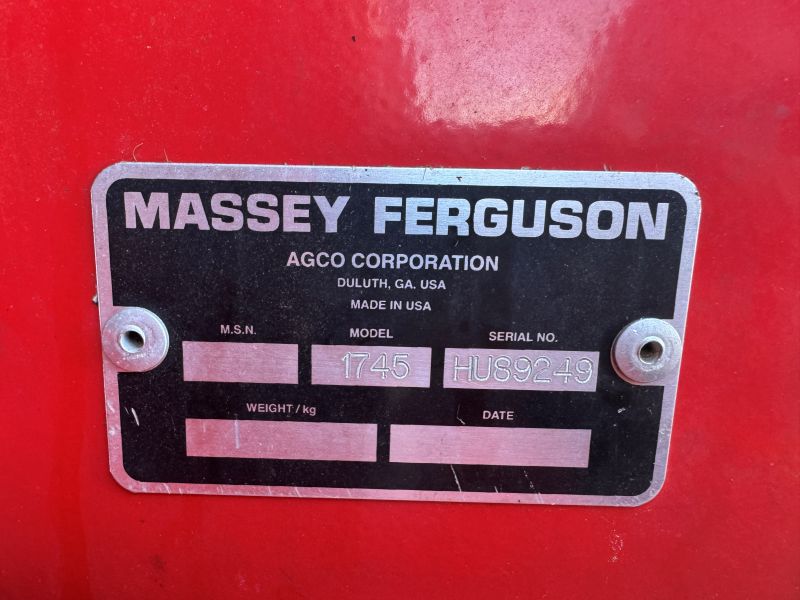 MASSEY FERGUSON
AGCO CORPORATION
DULUTH, GA. USA
MADE IN USA
M.S.N. MODEL SERIAL NO.
1745 HU89249
WEIGHT/kg DATE